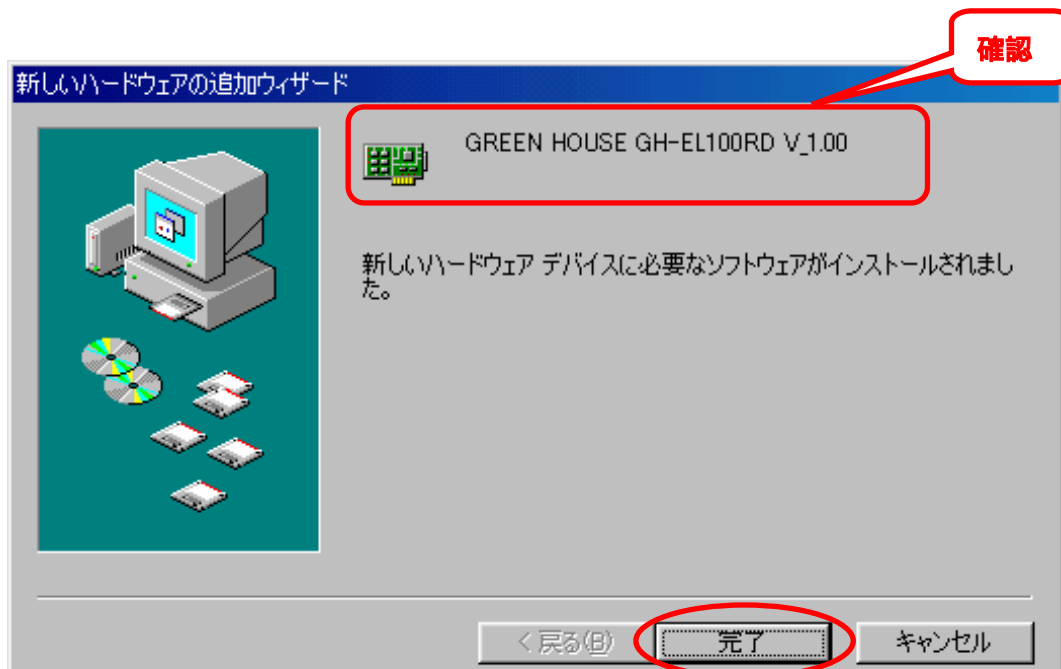 確認
新しいハードウェアの追加ウィザード
GREEN HOUSE GH-EL100RD V_1.00
新しいハードウェア デバイスに必要なソフトウェアがインストールされまし
た。
< 戻る(B)
完了
キャンセル